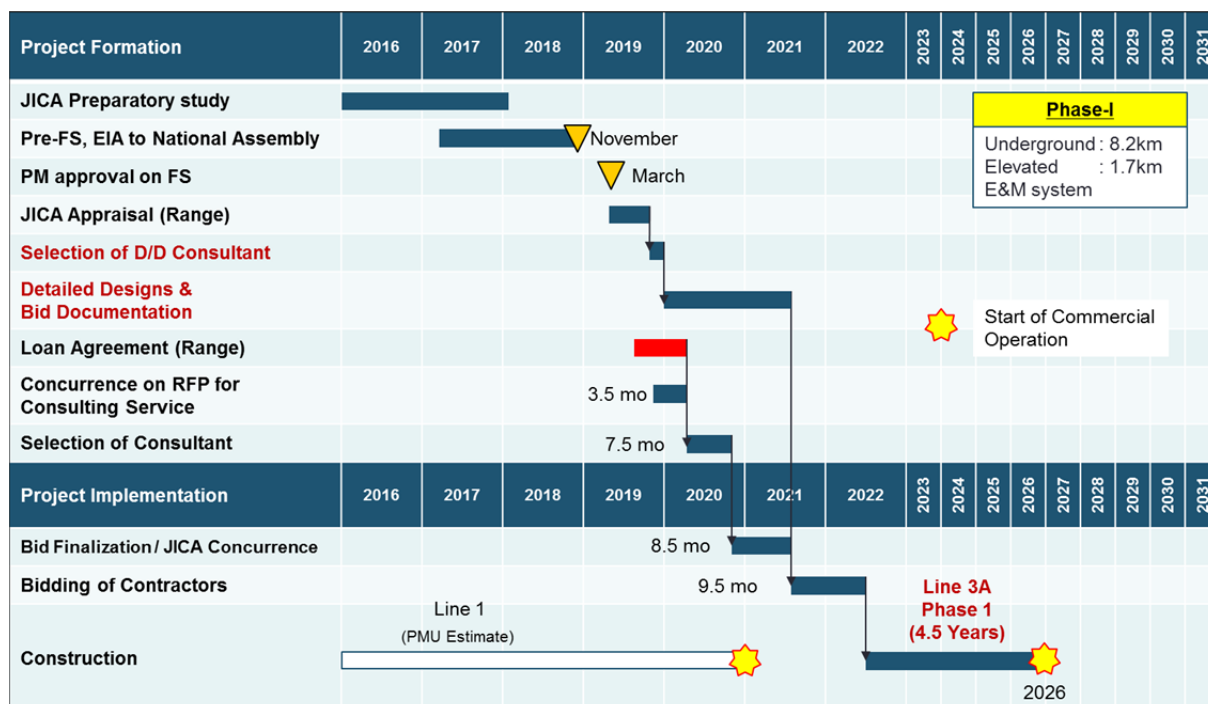 Project Formation 2016 2017 2018 2019 2020 2021 2022 2023 2024 2025 2026 2027 2028 2029 2030 2031
JICA Preparatory study
Phase-I
Underground : 8.2km
Elevated : 1.7km
E&M system
Pre-FS, EIA to National Assembly November
PM approval on FS March
JICA Appraisal (Range)
Selection of D/D Consultant
Detailed Designs &
Bid Documentation
Start of Commercial
Operation
Loan Agreement (Range)
Concurrence on RFP for
Consulting Service
3.5 mo
Selection of Consultant 7.5 mo
Project Implementation 2016 2017 2018 2019 2020 2021 2022 2023 2024 2025 2026 2027 2028 2029 2030 2031
Bid Finalization / JICA Concurrence 8.5 mo
Bidding of Contractors 9.5 mo
Line 3A
Phase 1
(4.5 Years)
Line 1
(PMU Estimate)
Construction
2026